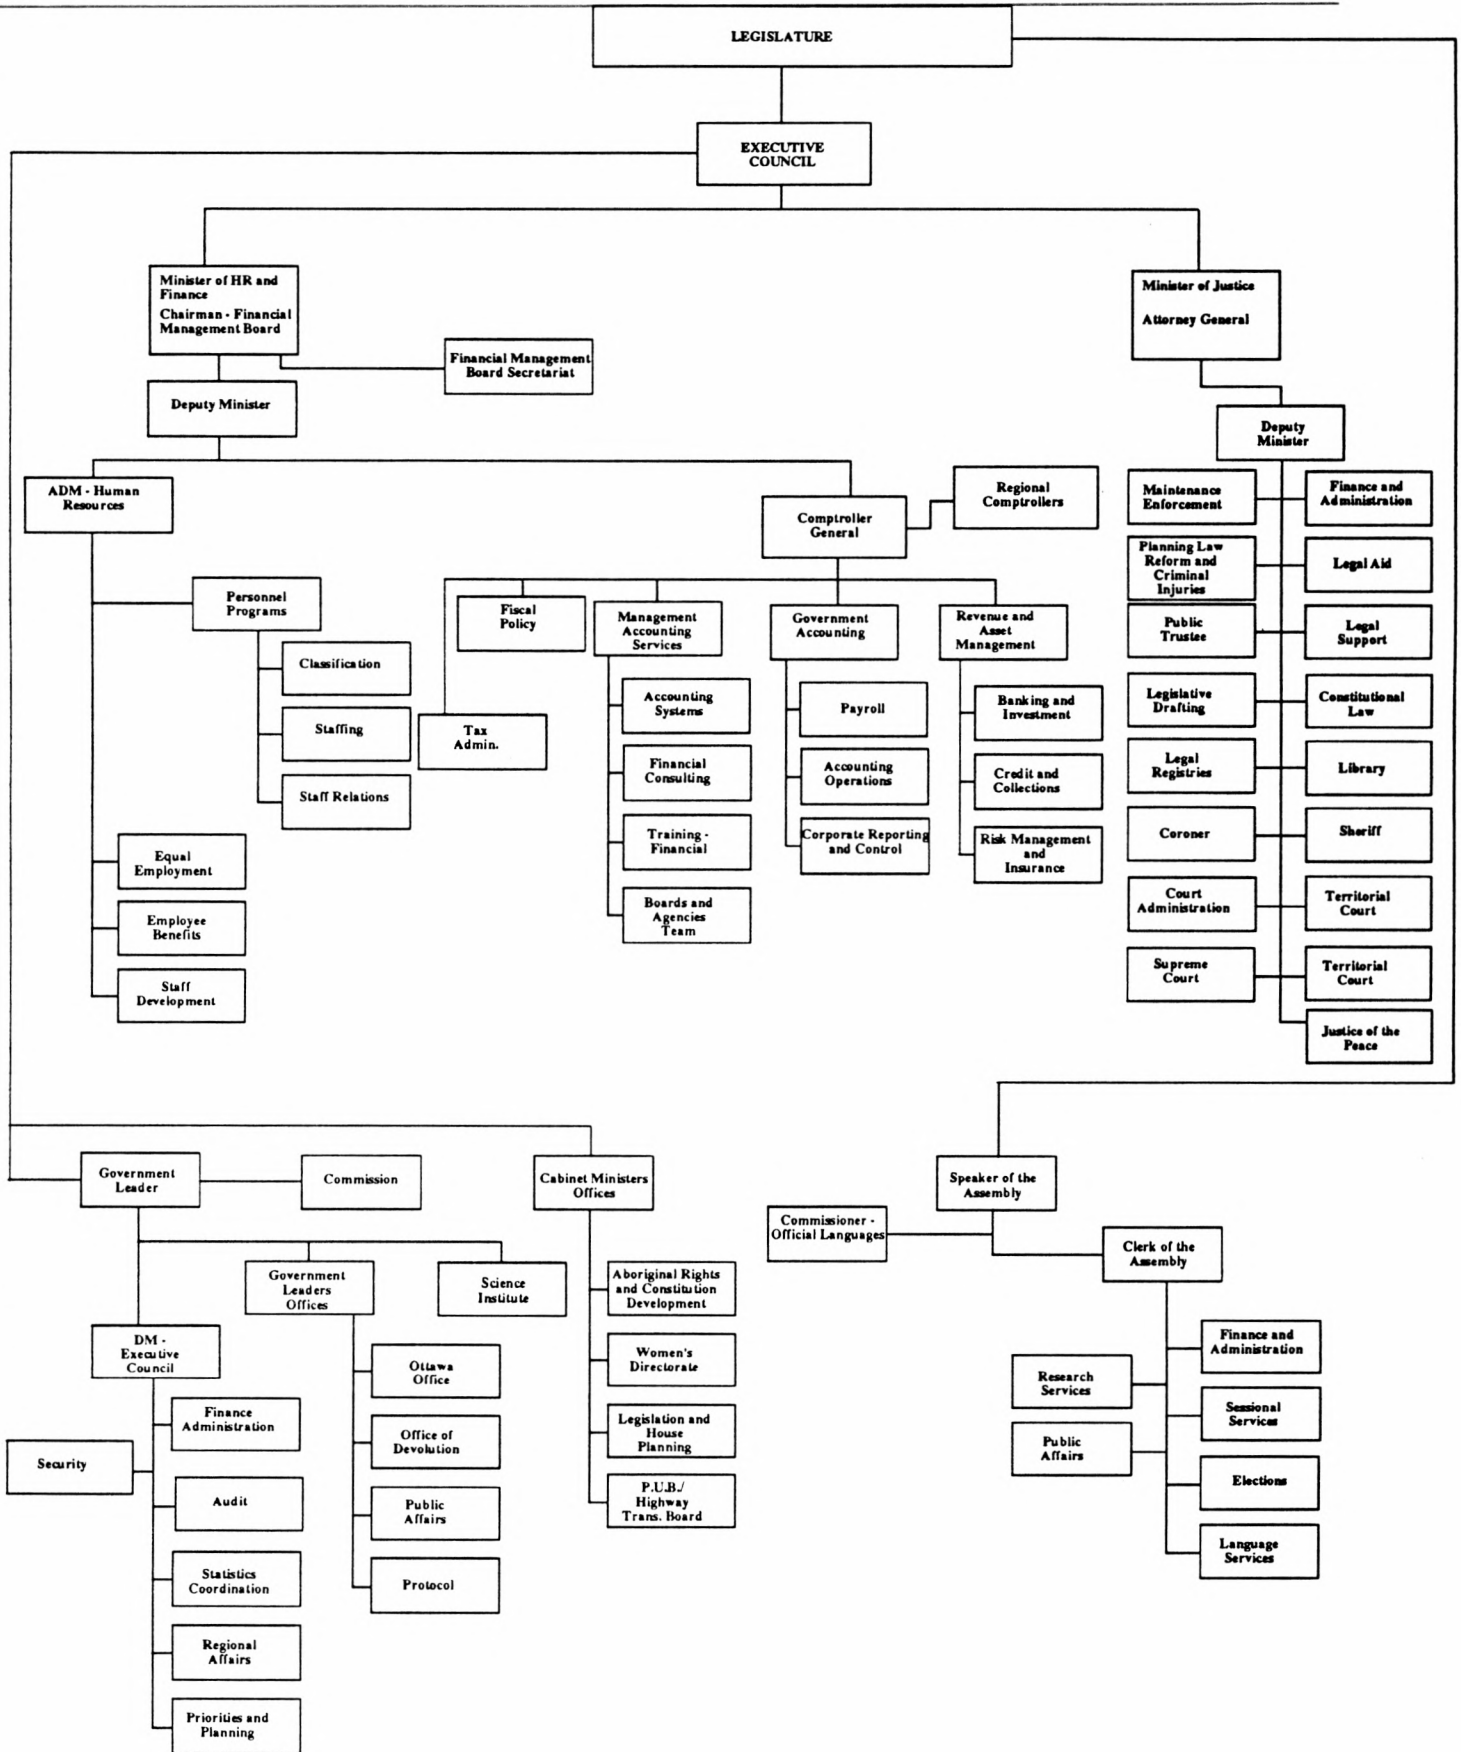 LEGISLATURE
EXECUTIVE
COUNCIL
Minister of HR and
Finance
Chairman - Financial
Management Board
Minister of Justice
Attorney General
Financial Management
Board Secretariat
Deputy Minister
Deputy
Minister
ADM - Human
Resources
Comptroller
General
Regional
Comptrollers
Maintenance
Enforcement
Finance and
Administration
Planning Law
Reform and
Criminal
Injuries
Legal Aid
Public
Trustee
Legal
Support
Legislative
Drafting
Constitutional
Law
Legal
Registries
Library
Coroner
Sheriff
Court
Administration
Territorial
Court
Supreme
Court
Territorial
Court
Justice of the
Peace
Personnel
Programs
Classification
Staffing
Staff Relations
Equal
Employment
Employee
Benefits
Staff
Development
Tax
Admin.
Fiscal
Policy
Management
Accounting
Services
Accounting
Systems
Financial
Consulting
Training -
Financial
Boards and
Agencies
Team
Government
Accounting
Payroll
Accounting
Operations
Corporate Reporting
and Control
Revenue and
Asset
Management
Banking and
Investment
Credit and
Collections
Risk Management
and
Insurance
Government
Leader
Commission
Cabinet Ministers
Offices
Speaker of the
Assembly
Commissioner -
Official Languages
Clerk of the
Assembly
Government
Leaders
Offices
Science
Institute
DM -
Executive
Council
Finance
Administration
Security
Audit
Statistics
Coordination
Regional
Affairs
Priorities and
Planning
Ottawa
Office
Office of
Devolution
Public
Affairs
Protocol
Aboriginal Rights
and Constitution
Development
Women's
Directorate
Legislation and
House
Planning
P.U.B./
Highway
Trans. Board
Research
Services
Public
Affairs
Finance and
Administration
Sessional
Services
Elections
Language
Services